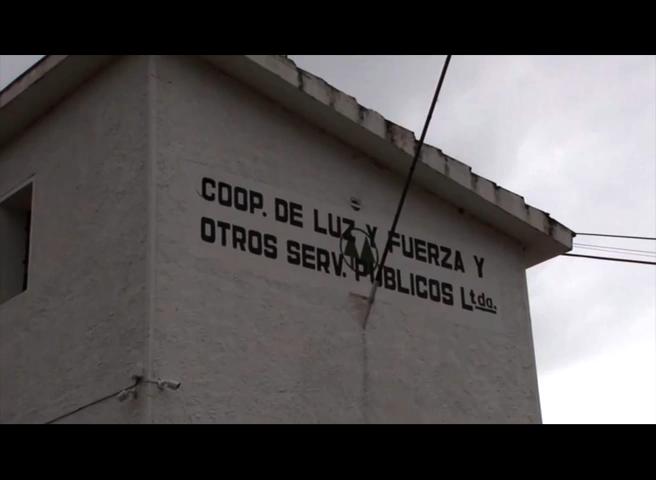 COOP. DE LUZ Y FUERZA Y
OTROS SERV. PUBLICOS Ltda.